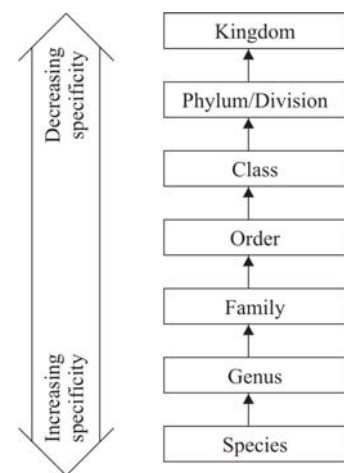 Decreasing
specificity
Increasing
specificity
Kingdom
Phylum/Division
Class
Order
Family
Genus
Species